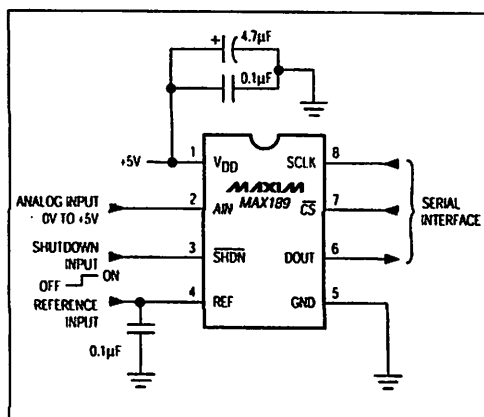 + 4.7µF
0.1µF
+5V
1
VDD
SCLK
8
MAXIM
MAX189
ANALOG INPUT
0V TO +5V
2
AIN
CS
7
SERIAL
INTERFACE
SHUTDOWN
INPUT
3
SHDN
DOUT
6
OFF
ON
REFERENCE
INPUT
4
REF
GND
5
0.1µF